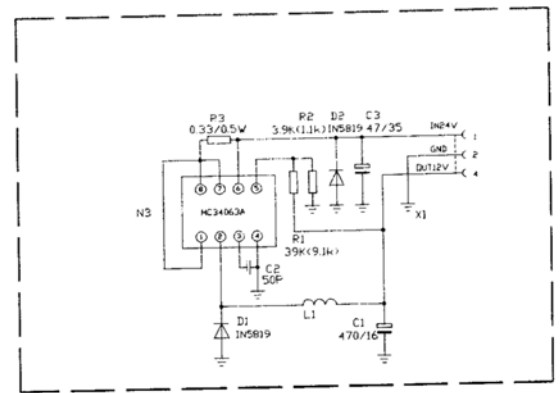 R3
0.33/0.5W
R2 D2 C3
3.9K(1.1k) IN5819 47/35
IN24V
1
GND
2
OUT12V
4
X1
8 7 6 5
N3
MC34063A
1 2 3 4
R1
39K(9.1k)
C2
50P
L1
D1
IN5819
C1
470/16